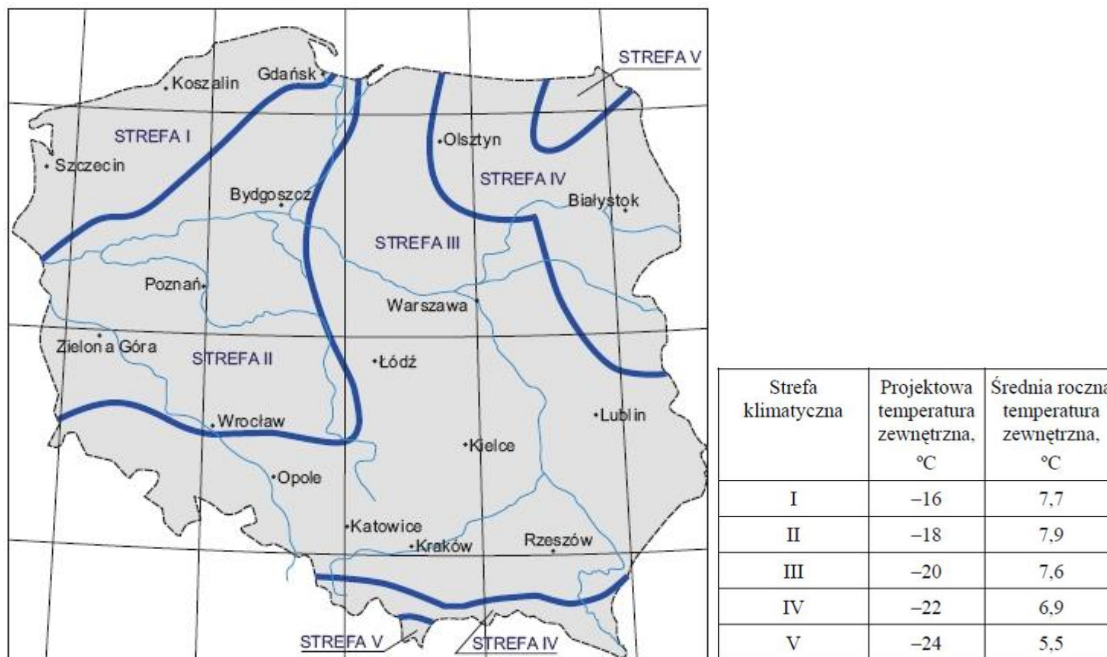 STREFA V
Gdańsk
Koszalin
STREFA I
Olsztyn
Szczecin
STREFA IV
Bydgoszcz
Białystok
STREFA III
Poznań
Warszawa
Zielona Góra
STREFA II
Łódź
Wrocław
Lublin
Kielce
Opole
Katowice
Kraków
Rzeszów
STREFA V
STREFA IV
Strefa klimatyczna
Projektowa temperatura zewnętrzna, ºC
Średnia roczna temperatura zewnętrzna, ºC
I –16 7,7
II –18 7,9
III –20 7,6
IV –22 6,9
V –24 5,5